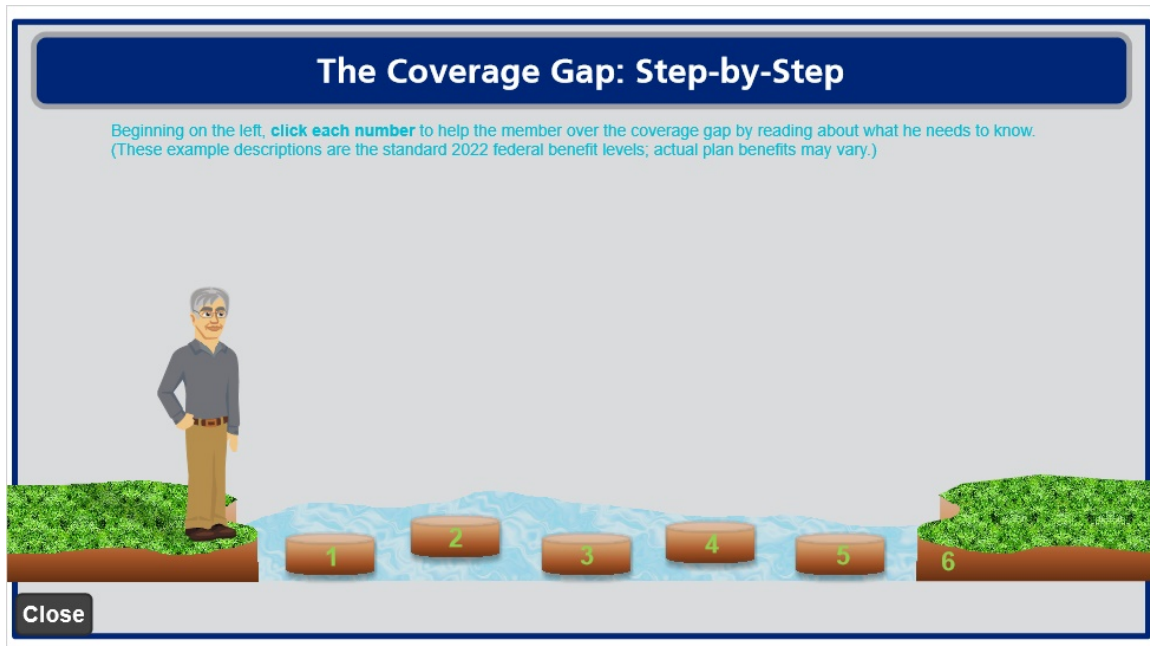 The Coverage Gap: Step-by-Step
Beginning on the left, click each number to help the member over the coverage gap by reading about what he needs to know.
(These example descriptions are the standard 2022 federal benefit levels; actual plan benefits may vary.)
1
2
3
4
5
6
Close